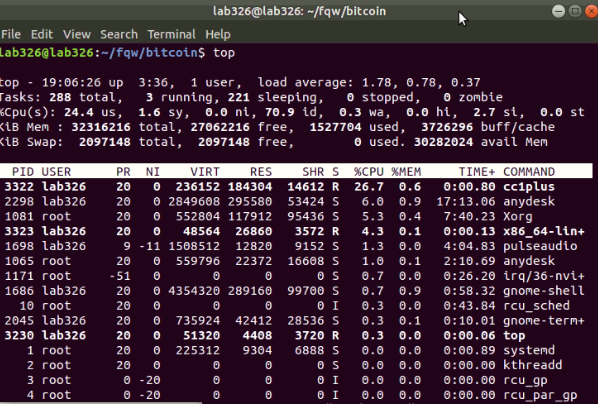 lab326@lab326: ~/fqw/bitcoin
File Edit View Search Terminal Help
lab326@lab326:~/fqw/bitcoin$ top
top - 19:06:26 up  3:36,  1 user,  load average: 1.78, 0.78, 0.37
Tasks: 288 total,   3 running, 221 sleeping,   0 stopped,   0 zombie
%Cpu(s): 24.4 us,  1.6 sy,  0.0 ni, 70.9 id,  0.3 wa,  0.0 hi,  2.7 si,  0.0 st
KiB Mem : 32316216 total, 27062216 free,  1527704 used,  3726296 buff/cache
KiB Swap:  2097148 total,  2097148 free,        0 used. 30282024 avail Mem
PID USER PR NI VIRT RES SHR S %CPU %MEM TIME+ COMMAND
3322 lab326 20 0 236152 184304 14612 R 26.7 0.6 0:00.80 cc1plus
2298 lab326 20 0 2849608 295580 53424 S 6.0 0.9 17:13.06 anydesk
1081 root 20 0 552804 117912 95436 S 5.3 0.4 7:40.23 Xorg
3323 lab326 20 0 48564 26860 3572 R 4.3 0.1 0:00.13 x86_64-lin+
1698 lab326 9 -11 1508512 12820 9152 S 1.3 0.0 4:04.83 pulseaudio
1065 root 20 0 559796 22372 16608 S 1.0 0.1 2:10.69 anydesk
1171 root -51 0 0 0 0 S 0.7 0.0 0:26.20 irq/36-nvi+
1686 lab326 20 0 4354320 289160 99700 S 0.7 0.9 0:58.32 gnome-shell
10 root 20 0 0 0 0 I 0.3 0.0 0:43.84 rcu_sched
2045 lab326 20 0 735924 42412 28536 S 0.3 0.1 0:10.01 gnome-term+
3230 lab326 20 0 51320 4408 3720 R 0.3 0.0 0:00.06 top
1 root 20 0 225312 9304 6888 S 0.0 0.0 0:00.89 systemd
2 root 20 0 0 0 0 S 0.0 0.0 0:00.00 kthreadd
3 root 0 -20 0 0 0 I 0.0 0.0 0:00.00 rcu_gp
4 root 0 -20 0 0 0 I 0.0 0.0 0:00.00 rcu_par_gp